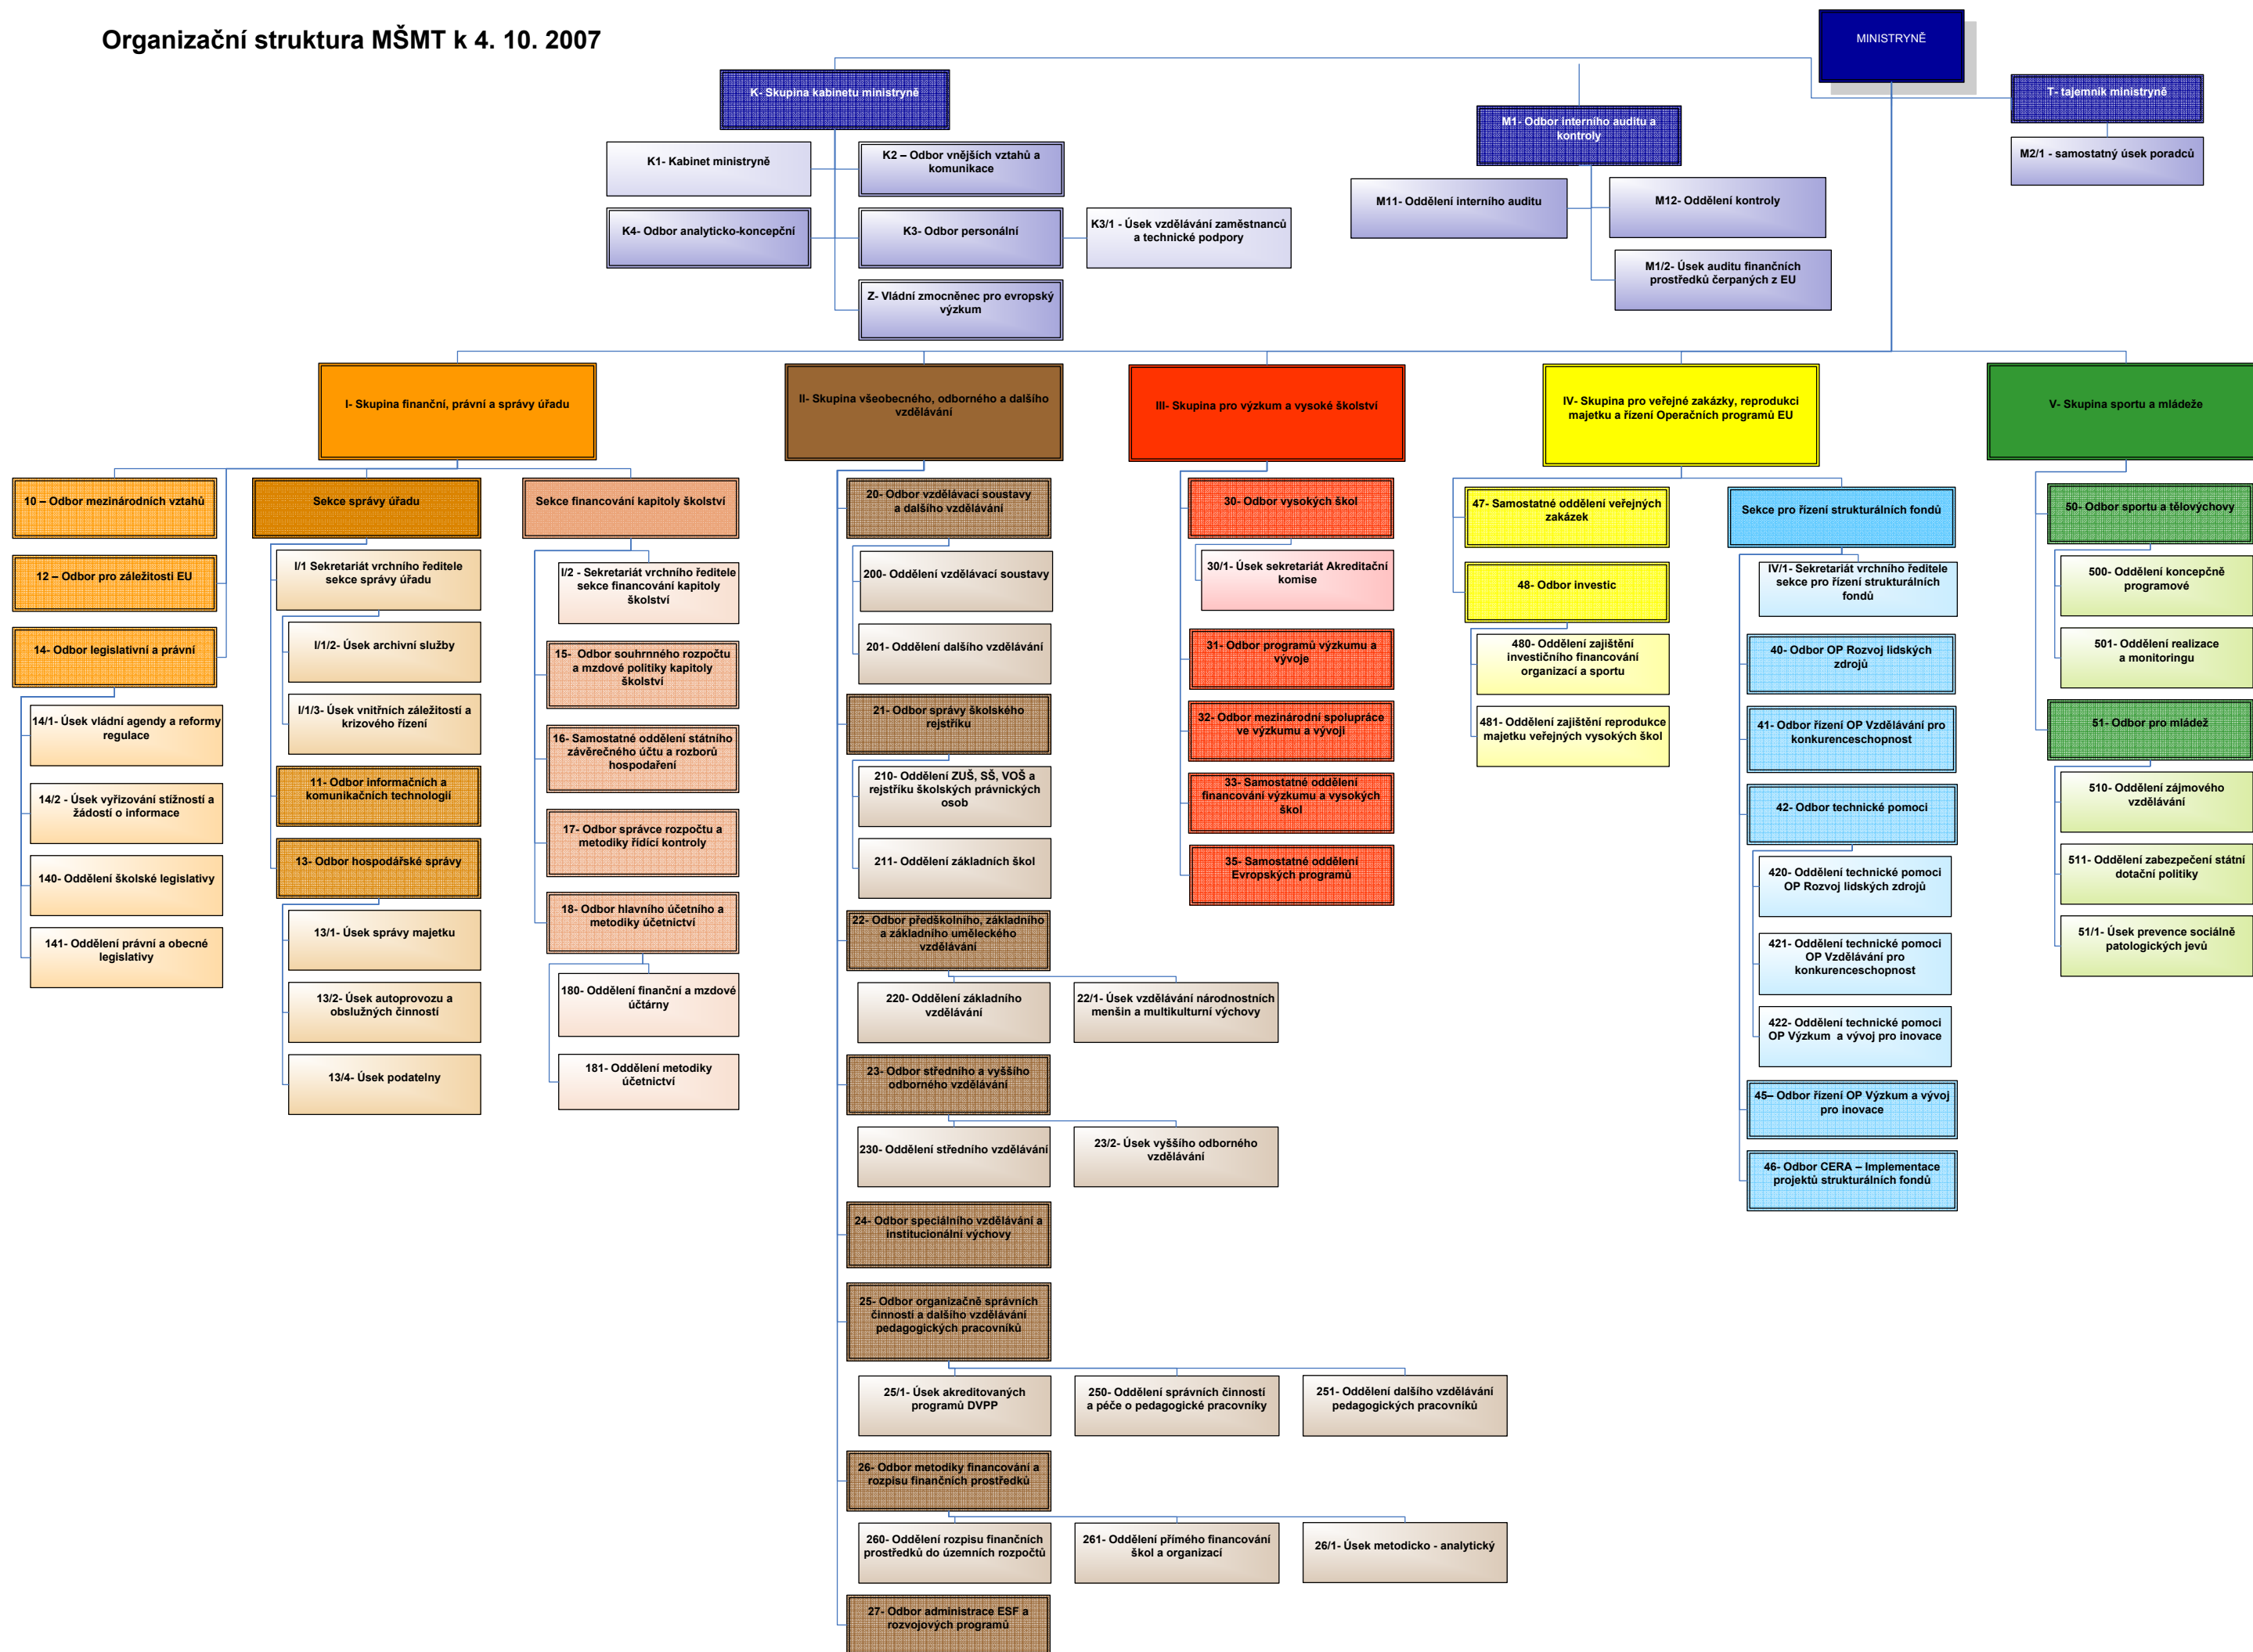 Organizační struktura MŠMT k 4. 10. 2007
MINISTRYNĚ
K- Skupina kabinetu ministryně
T- tajemník ministryně
M1- Odbor interního auditu a
kontroly
K1- Kabinet ministryně
K2 – Odbor vnějších vztahů a
komunikace
M2/1 - samostatný úsek poradců
M11- Oddělení interního auditu
M12- Oddělení kontroly
K4- Odbor analyticko-koncepční
K3- Odbor personální
K3/1 - Úsek vzdělávání zaměstnanců
a technické podpory
M1/2- Úsek auditu finančních
prostředků čerpaných z EU
Z- Vládní zmocněnec pro evropský
výzkum
I- Skupina finanční, právní a správy úřadu
II- Skupina všeobecného, odborného a dalšího
vzdělávání
III- Skupina pro výzkum a vysoké školství
IV- Skupina pro veřejné zakázky, reprodukci
majetku a řízení Operačních programů EU
V- Skupina sportu a mládeže
10 – Odbor mezinárodních vztahů
12 – Odbor pro záležitosti EU
14- Odbor legislativní a právní
14/1- Úsek vládní agendy a reformy
regulace
14/2 - Úsek vyřizování stížností a
žádostí o informace
140- Oddělení školské legislativy
141- Oddělení právní a obecné
legislativy
Sekce správy úřadu
I/1 Sekretariát vrchního ředitele
sekce správy úřadu
I/1/2- Úsek archivní služby
I/1/3- Úsek vnitřních záležitostí a
krizového řízení
11- Odbor informačních a
komunikačních technologií
13- Odbor hospodářské správy
13/1- Úsek správy majetku
13/2- Úsek autoprovozu a
obslužných činností
13/4- Úsek podatelny
Sekce financování kapitoly školství
I/2 - Sekretariát vrchního ředitele
sekce financování kapitoly
školství
15- Odbor souhrnného rozpočtu
a mzdové politiky kapitoly
školství
16- Samostatné oddělení státního
závěrečného účtu a rozborů
hospodaření
17- Odbor správce rozpočtu a
metodiky řídící kontroly
18- Odbor hlavního účetního a
metodiky účetnictví
180- Oddělení finanční a mzdové
účtárny
181- Oddělení metodiky
účetnictví
20- Odbor vzdělávací soustavy
a dalšího vzdělávání
200- Oddělení vzdělávací soustavy
201- Oddělení dalšího vzdělávání
21- Odbor správy školského
rejstříku
210- Oddělení ZUŠ, SŠ, VOŠ a
rejstříku školských právnických
osob
211- Oddělení základních škol
22- Odbor předškolního, základního
a základního uměleckého
vzdělávání
220- Oddělení základního
vzdělávání
22/1- Úsek vzdělávání národnostních
menšin a multikulturní výchovy
23- Odbor středního a vyššího
odborného vzdělávání
230- Oddělení středního vzdělávání
23/2- Úsek vyššího odborného
vzdělávání
24- Odbor speciálního vzdělávání a
institucionální výchovy
25- Odbor organizačně správních
činností a dalšího vzdělávání
pedagogických pracovníků
25/1- Úsek akreditovaných
programů DVPP
250- Oddělení správních činností
a péče o pedagogické pracovníky
251- Oddělení dalšího vzdělávání
pedagogických pracovníků
26- Odbor metodiky financování a
rozpisu finančních prostředků
260- Oddělení rozpisu finančních
prostředků do územních rozpočtů
261- Oddělení přímého financování
škol a organizací
26/1- Úsek metodicko - analytický
27- Odbor administrace ESF a
rozvojových programů
30- Odbor vysokých škol
30/1- Úsek sekretariát Akreditační
komise
31- Odbor programů výzkumu a
vývoje
32- Odbor mezinárodní spolupráce
ve výzkumu a vývoji
33- Samostatné oddělení
financování výzkumu a vysokých
škol
35- Samostatné oddělení
Evropských programů
47- Samostatné oddělení veřejných
zakázek
48- Odbor investic
480- Oddělení zajištění
investičního financování
organizací a sportu
481- Oddělení zajištění reprodukce
majetku veřejných vysokých škol
Sekce pro řízení strukturálních fondů
IV/1- Sekretariát vrchního ředitele
sekce pro řízení strukturálních
fondů
40- Odbor OP Rozvoj lidských
zdrojů
41- Odbor řízení OP Vzdělávání pro
konkurenceschopnost
42- Odbor technické pomoci
420- Oddělení technické pomoci
OP Rozvoj lidských zdrojů
421- Oddělení technické pomoci
OP Vzdělávání pro
konkurenceschopnost
422- Oddělení technické pomoci
OP Výzkum a vývoj pro inovace
45– Odbor řízení OP Výzkum a vývoj
pro inovace
46- Odbor CERA – Implementace
projektů strukturálních fondů
50- Odbor sportu a tělovýchovy
500- Oddělení koncepčně
programové
501- Oddělení realizace
a monitoringu
51- Odbor pro mládež
510- Oddělení zájmového
vzdělávání
511- Oddělení zabezpečení státní
dotační politiky
51/1- Úsek prevence sociálně
patologických jevů